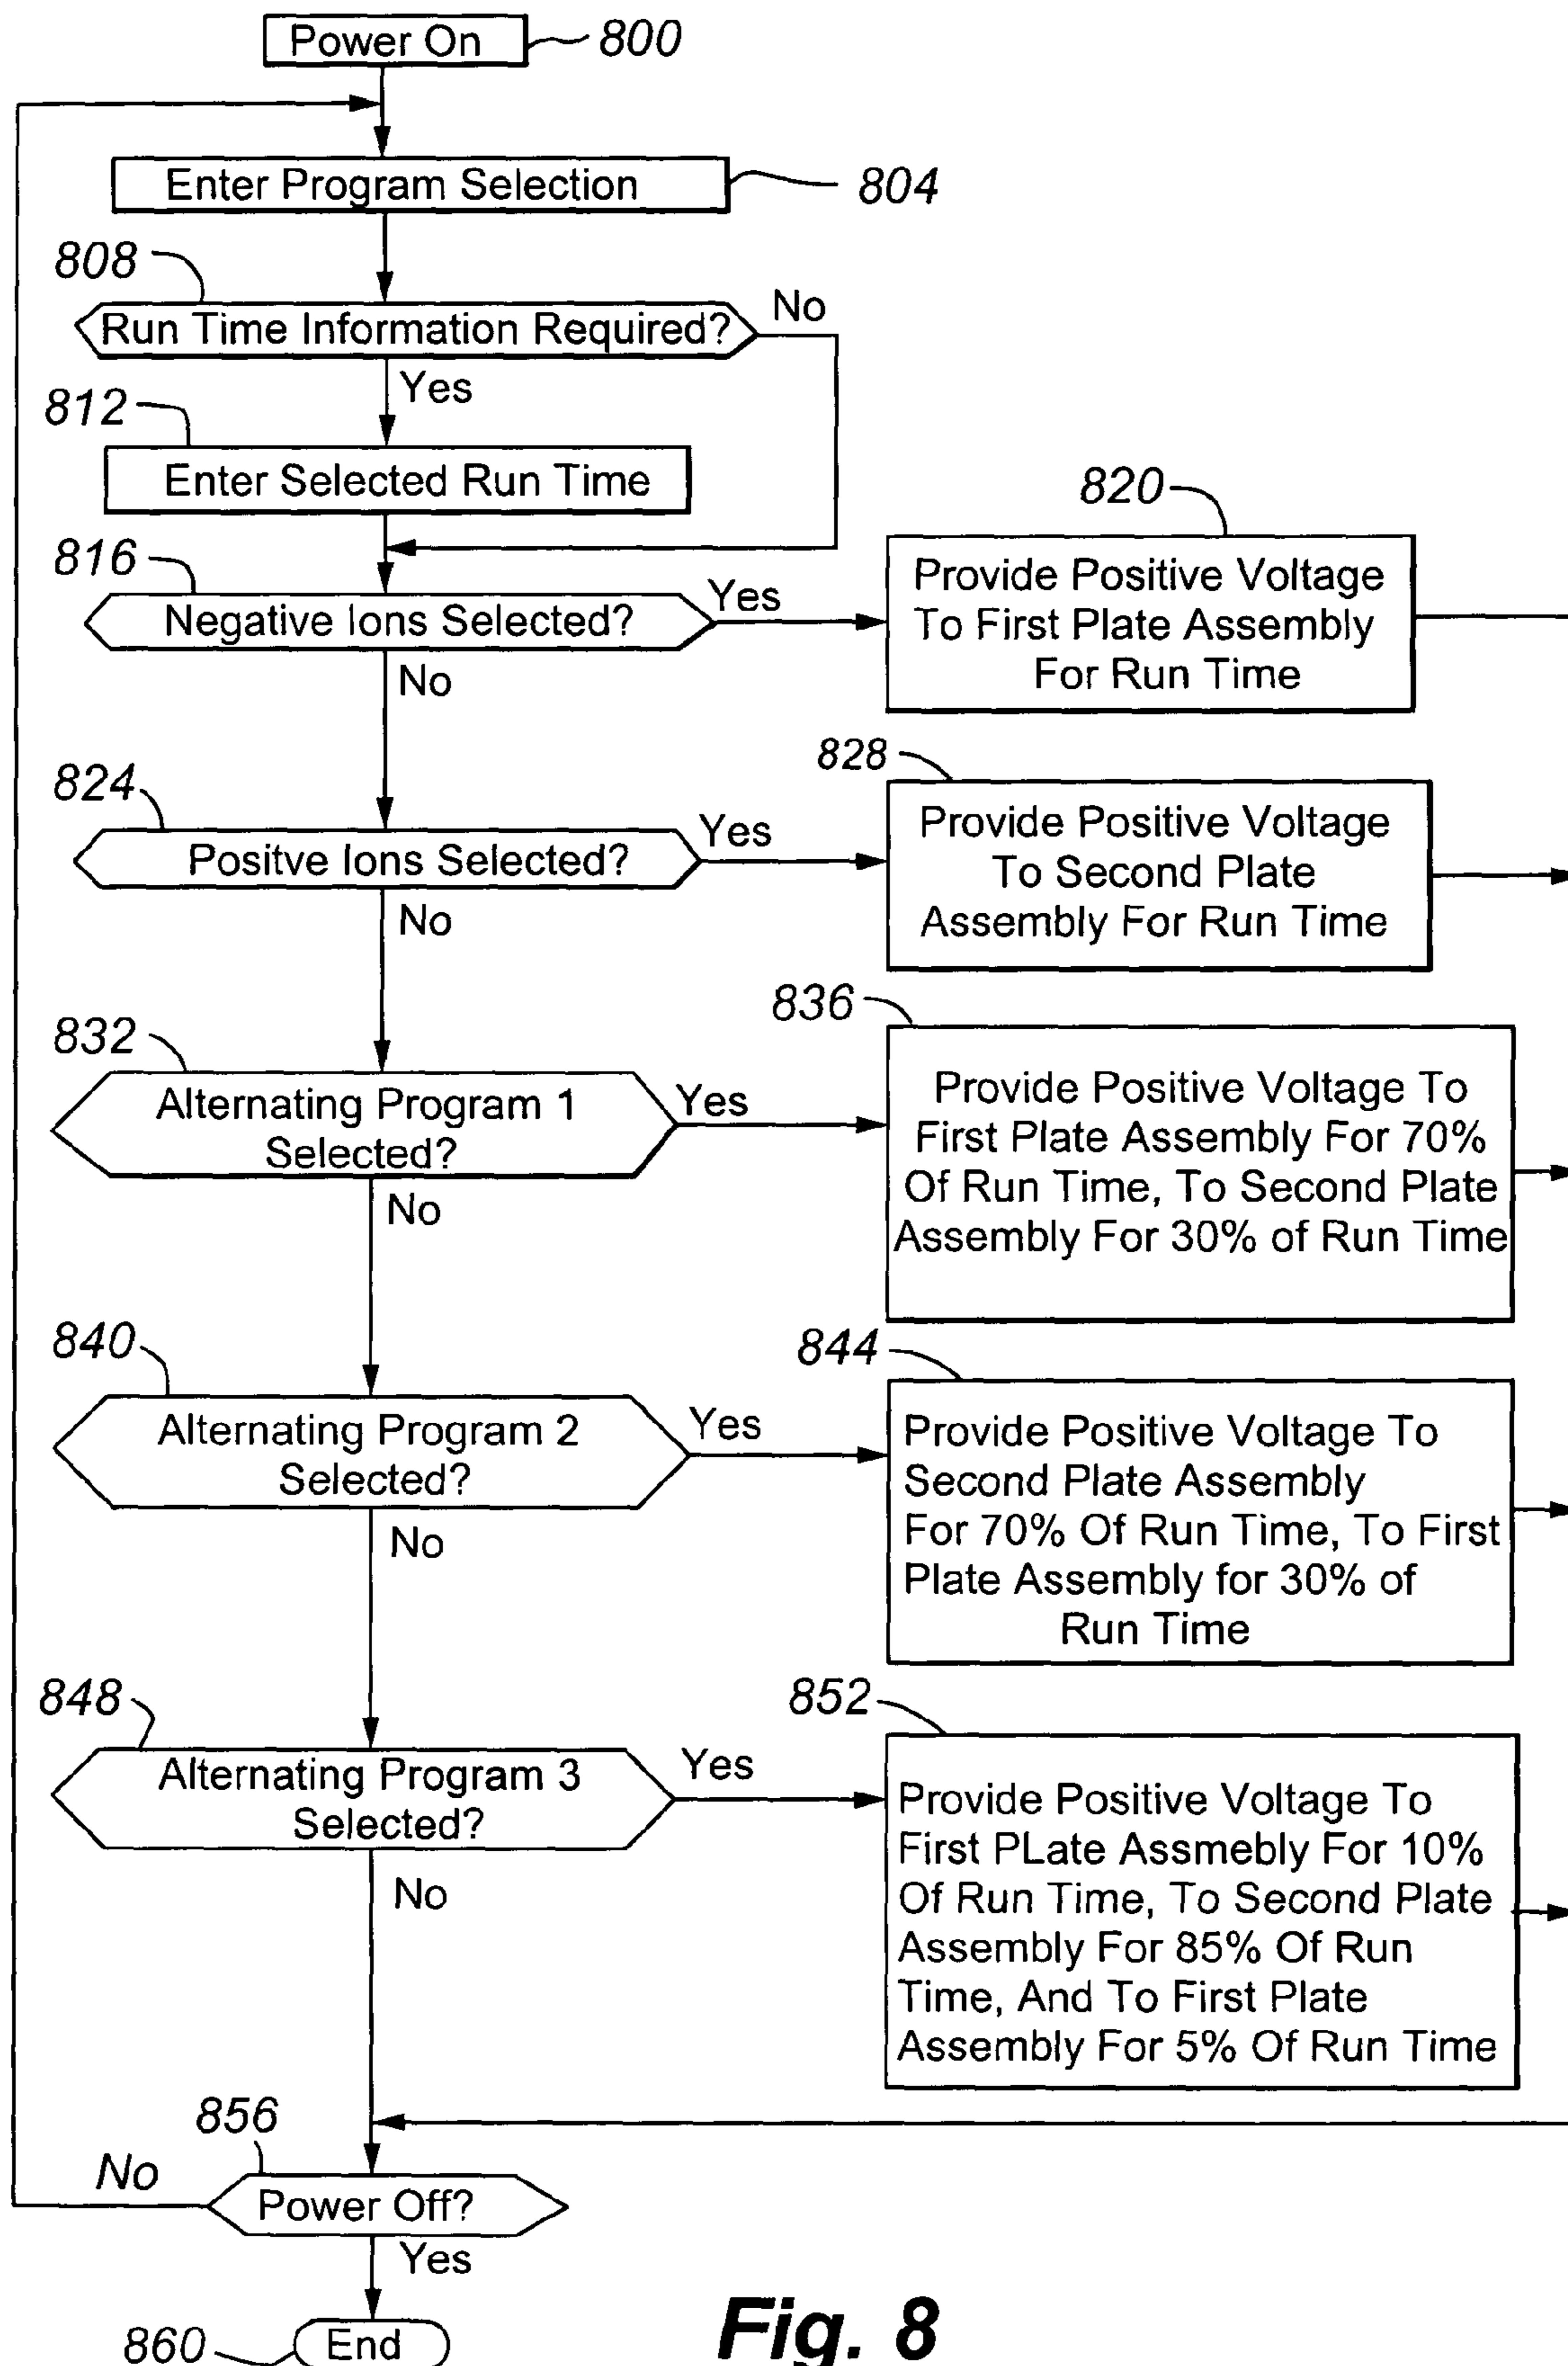 Power On
800
Enter Program Selection
804
808
Run Time Information Required?
No
Yes
812
Enter Selected Run Time
816
Negative Ions Selected?
Yes
No
820
Provide Positive Voltage
To First Plate Assembly
For Run Time
824
Positve Ions Selected?
Yes
No
828
Provide Positive Voltage
To Second Plate
Assembly For Run Time
832
Alternating Program 1
Selected?
Yes
No
836
Provide Positive Voltage To
First Plate Assembly For 70%
Of Run Time, To Second Plate
Assembly For 30% of Run Time
840
Alternating Program 2
Selected?
Yes
No
844
Provide Positive Voltage To
Second Plate Assembly
For 70% Of Run Time, To First
Plate Assembly for 30% of
Run Time
848
Alternating Program 3
Selected?
Yes
No
852
Provide Positive Voltage To
First PLate Assmebly For 10%
Of Run Time, To Second Plate
Assembly For 85% Of Run
Time, And To First Plate
Assembly For 5% Of Run Time
856
No
Power Off?
Yes
860
End
Fig. 8